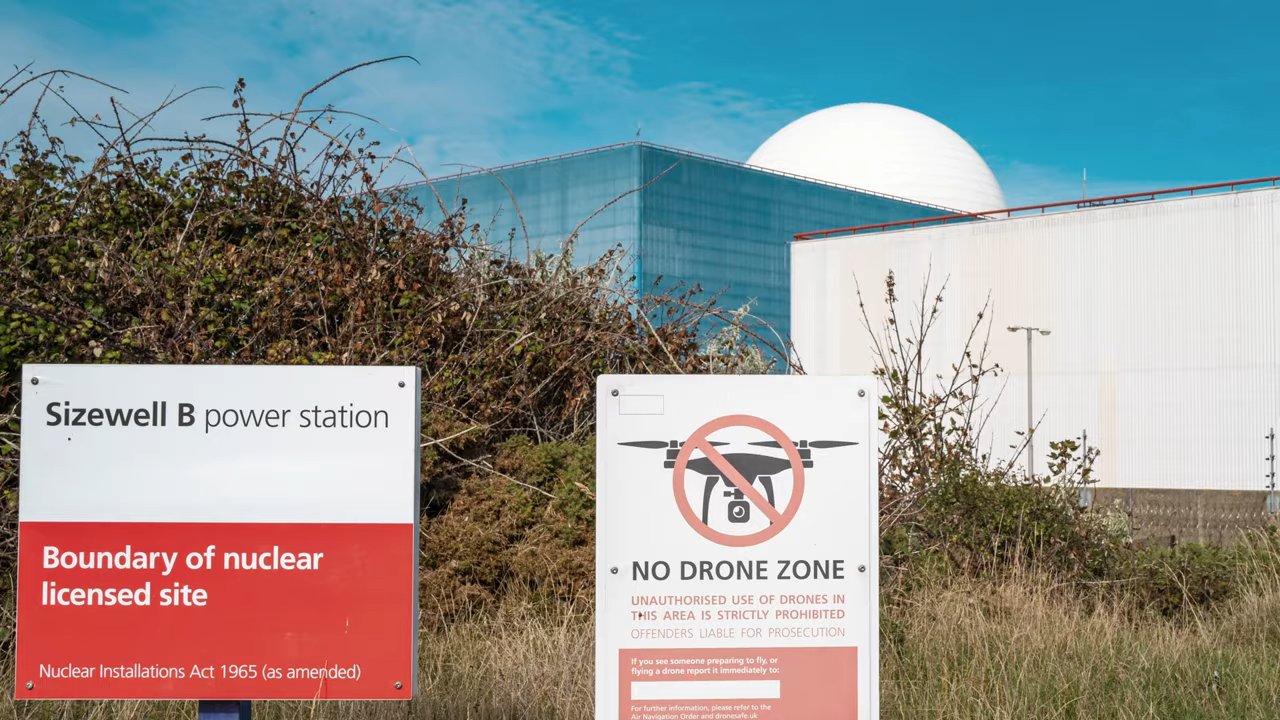 Sizewell B power station
Boundary of nuclear
licensed site
Nuclear Installations Act 1965 (as amended)
NO DRONE ZONE
UNAUTHORISED USE OF DRONES IN
THIS AREA IS STRICTLY PROHIBITED
OFFENDERS LIABLE FOR PROSECUTION
If you see someone preparing to fly, or
flying a drone report it immediately to:
For further information, please refer to the
Air Navigation Order and dronesafe.uk